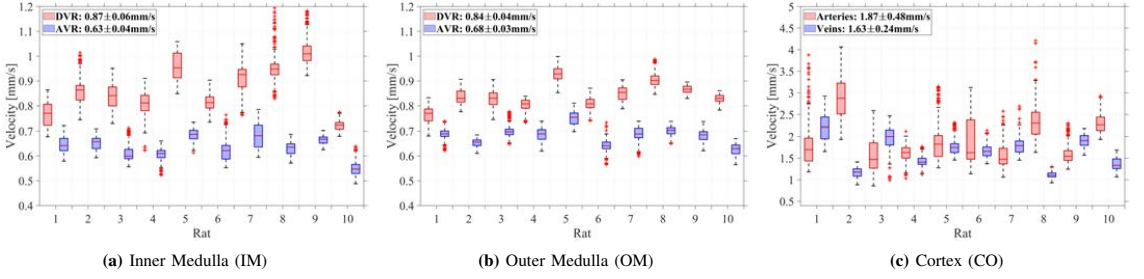 DVR: 0.87±0.06mm/s
AVR: 0.63±0.04mm/s
Velocity [mm/s]
1.2
1.1
1
0.9
0.8
0.7
0.6
0.5
0.4
1 2 3 4 5 6 7 8 9 10
Rat
(a) Inner Medulla (IM)
DVR: 0.84±0.04mm/s
AVR: 0.68±0.03mm/s
Velocity [mm/s]
1.2
1.1
1
0.9
0.8
0.7
0.6
0.5
0.4
1 2 3 4 5 6 7 8 9 10
Rat
(b) Outer Medulla (OM)
Arteries: 1.87±0.48mm/s
Veins: 1.63±0.24mm/s
Velocity [mm/s]
5
4.5
4
3.5
3
2.5
2
1.5
1
0.5
1 2 3 4 5 6 7 8 9 10
Rat
(c) Cortex (CO)